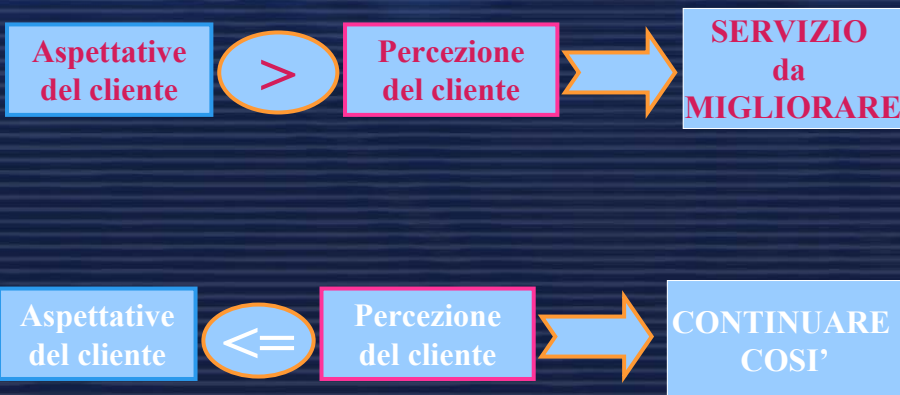 Aspettative
del cliente
>
Percezione
del cliente
SERVIZIO
da
MIGLIORARE
Aspettative
del cliente
<=
Percezione
del cliente
CONTINUARE
COSI’